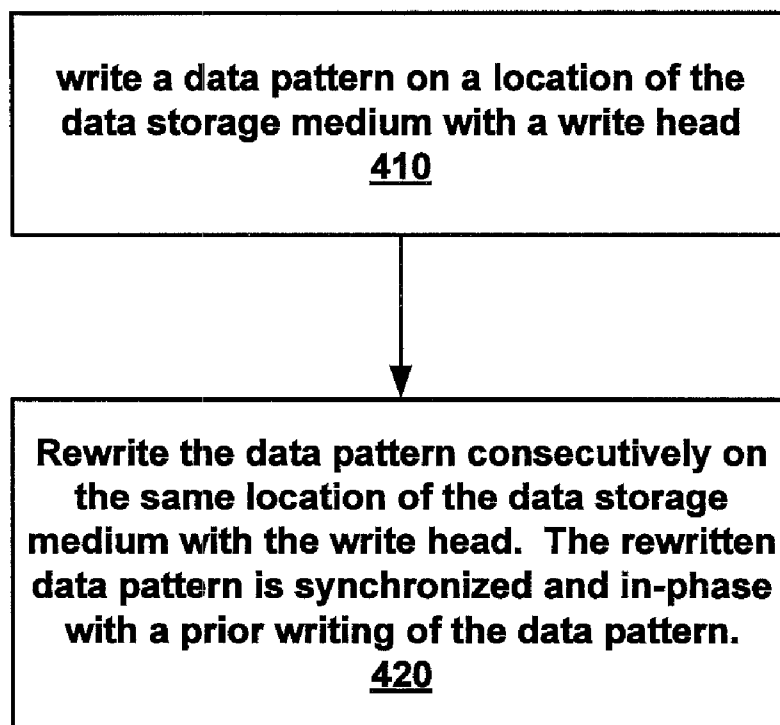 write a data pattern on a location of the
data storage medium with a write head
410
Rewrite the data pattern consecutively on
the same location of the data storage
medium with the write head. The rewritten
data pattern is synchronized and in-phase
with a prior writing of the data pattern.
420